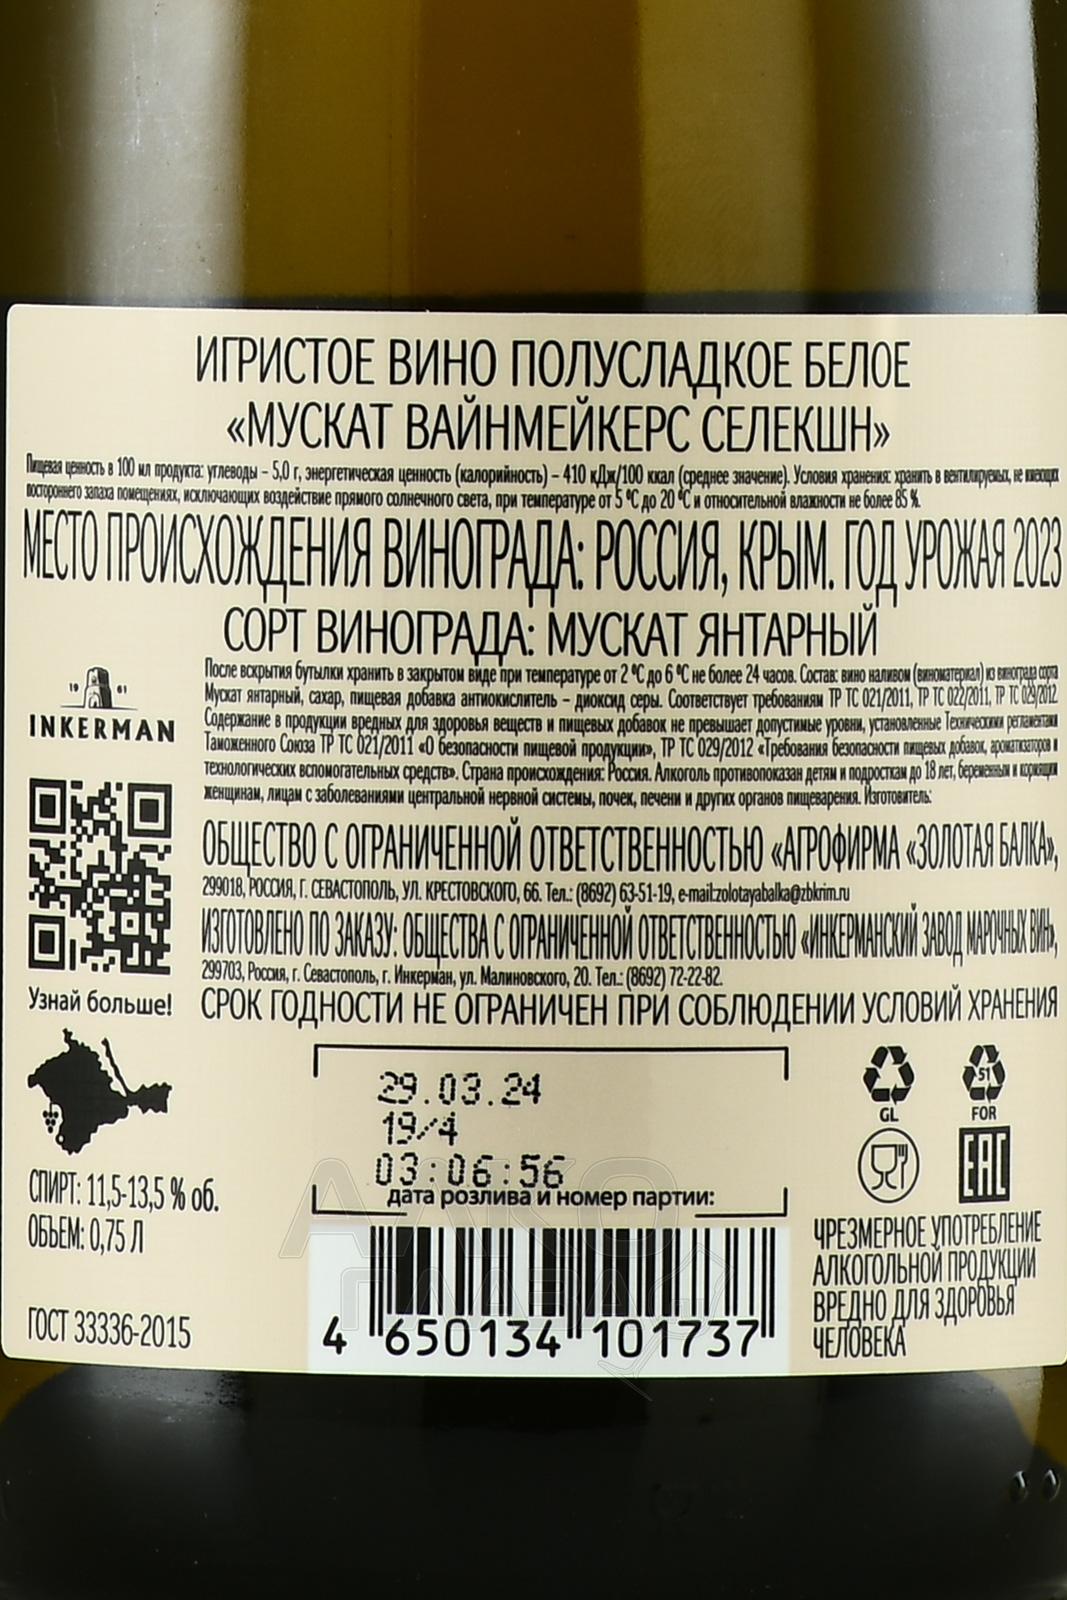 ИГРИСТОЕ ВИНО ПОЛУСЛАДКОЕ БЕЛОЕ
«МУСКАТ ВАЙНМЕЙКЕРС СЕЛЕКШН»
Пищевая ценность в 100 мл продукта: углеводы – 5,0 г, энергетическая ценность (калорийность) – 410 кДж/100 ккал (среднее значение). Условия хранения: хранить в вентилируемых, не имеющих
постороннего запаха помещениях, исключающих воздействие прямого солнечного света, при температуре от 5 °С до 20 °С и относительной влажности не более 85 %.
МЕСТО ПРОИСХОЖДЕНИЯ ВИНОГРАДА: РОССИЯ, КРЫМ. ГОД УРОЖАЯ 2023
СОРТ ВИНОГРАДА: МУСКАТ ЯНТАРНЫЙ
После вскрытия бутылки хранить в закрытом виде при температуре от 2 °С до 6 °С не более 24 часов. Состав: вино наливом (виноматериал) из винограда сорта
Мускат янтарный, сахар, пищевая добавка антиокислитель – диоксид серы. Соответствует требованиям ТР ТС 021/2011, ТР ТС 022/2011, ТР ТС 029/2012.
Содержание в продукции вредных для здоровья веществ и пищевых добавок не превышает допустимые уровни, установленные Техническими регламентами
Таможенного Союза ТР ТС 021/2011 «О безопасности пищевой продукции», ТР ТС 029/2012 «Требования безопасности пищевых добавок, ароматизаторов и
технологических вспомогательных средств». Страна происхождения: Россия. Алкоголь противопоказан детям и подросткам до 18 лет, беременным и кормящим
женщинам, лицам с заболеваниями центральной нервной системы, почек, печени и других органов пищеварения. Изготовитель:
ОБЩЕСТВО С ОГРАНИЧЕННОЙ ОТВЕТСТВЕННОСТЬЮ «АГРОФИРМА «ЗОЛОТАЯ БАЛКА»,
299018, РОССИЯ, Г. СЕВАСТОПОЛЬ, УЛ. КРЕСТОВСКОГО, 66. Тел.: (8692) 63-51-19, e-mail:zolotayabalka@zbkrim.ru
ИЗГОТОВЛЕНО ПО ЗАКАЗУ: ОБЩЕСТВА С ОГРАНИЧЕННОЙ ОТВЕТСТВЕННОСТЬЮ «ИНКЕРМАНСКИЙ ЗАВОД МАРОЧНЫХ ВИН»,
299703, Россия, г. Севастополь, г. Инкерман, ул. Малиновского, 20. Тел.: (8692) 72-22-82.
СРОК ГОДНОСТИ НЕ ОГРАНИЧЕН ПРИ СОБЛЮДЕНИИ УСЛОВИЙ ХРАНЕНИЯ
19 61
INKERMAN
Узнай больше!
СПИРТ: 11,5-13,5 % об.
ОБЪЕМ: 0,75 Л
ГОСТ 33336-2015
29.03.24
19/4
03:06:56
дата розлива и номер партии:
4 650134 101737
GL
51
FOR
EAC
ЧРЕЗМЕРНОЕ УПОТРЕБЛЕНИЕ
АЛКОГОЛЬНОЙ ПРОДУКЦИИ
ВРЕДНО ДЛЯ ЗДОРОВЬЯ
ЧЕЛОВЕКА
АЛКО
ГЛАВА